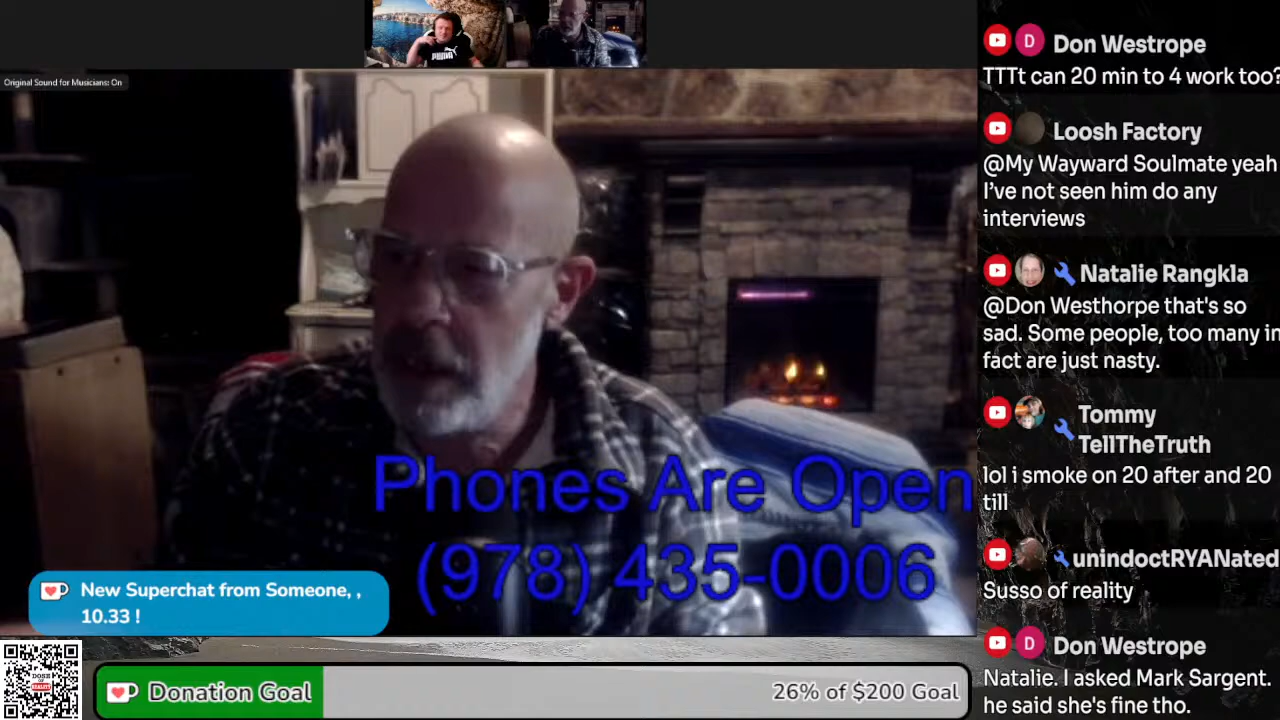 Original Sound for Musicians: On
PUMA
Phones Are Open
(978) 435-0006
New Superchat from Someone, ,
10.33 !
DOSE
OF
REALITY
Donation Goal
26% of $200 Goal
D
Don Westrope
TTTt can 20 min to 4 work too?
Loosh Factory
@My Wayward Soulmate yeah
I've not seen him do any
interviews
Natalie Rangkla
@Don Westhorpe that's so
sad. Some people, too many in
fact are just nasty.
Tommy
TellTheTruth
lol i smoke on 20 after and 20
till
unindoctRYANated
Susso of reality
D
Don Westrope
Natalie. I asked Mark Sargent.
he said she's fine tho.